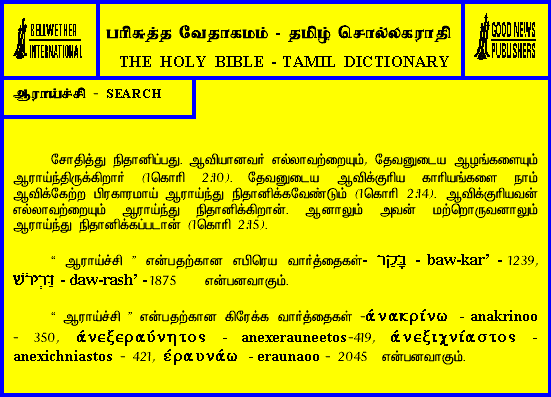 BELLWETHER
INTERNATIONAL
பரிசுத்த வேதாகமம் - தமிழ் சொல்லகராதி
THE HOLY BIBLE - TAMIL DICTIONARY
GOOD NEWS
PUBLISHERS
ஆராய்ச்சி - SEARCH
சோதித்து நிதானிப்பது. ஆவியானவர் எல்லாவற்றையும், தேவனுடைய ஆழங்களையும்
ஆராய்ந்திருக்கிறார் (1கொரி 2:10). தேவனுடைய ஆவிக்குரிய காரியங்களை நாம்
ஆவிக்கேற்ற பிரகாரமாய் ஆராய்ந்து நிதானிக்கவேண்டும் (1கொரி 2:14). ஆவிக்குரியவன்
எல்லாவற்றையும் ஆராய்ந்து நிதானிக்கிறான். ஆனாலும் அவன் மற்றொருவனாலும்
ஆராய்ந்து நிதானிக்கப்படான் (1கொரி 2:15).
“ ஆராய்ச்சி ” என்பதற்கான எபிரெய வார்த்தைகள்- בָּקַר - baw-kar’ - 1239,
דָּרַשׁ - daw-rash’ -1875 என்பனவாகும்.
“ ஆராய்ச்சி ” என்பதற்கான கிரேக்க வார்த்தைகள் -ἀνακρίνω - anakrinoo
- 350, ἀνεξεραύνητος - anexerauneetos-419, ἀνεξιχνίαστος -
anexichniastos - 421, ἐραυνάω - eraunaoo - 2045 என்பனவாகும்.